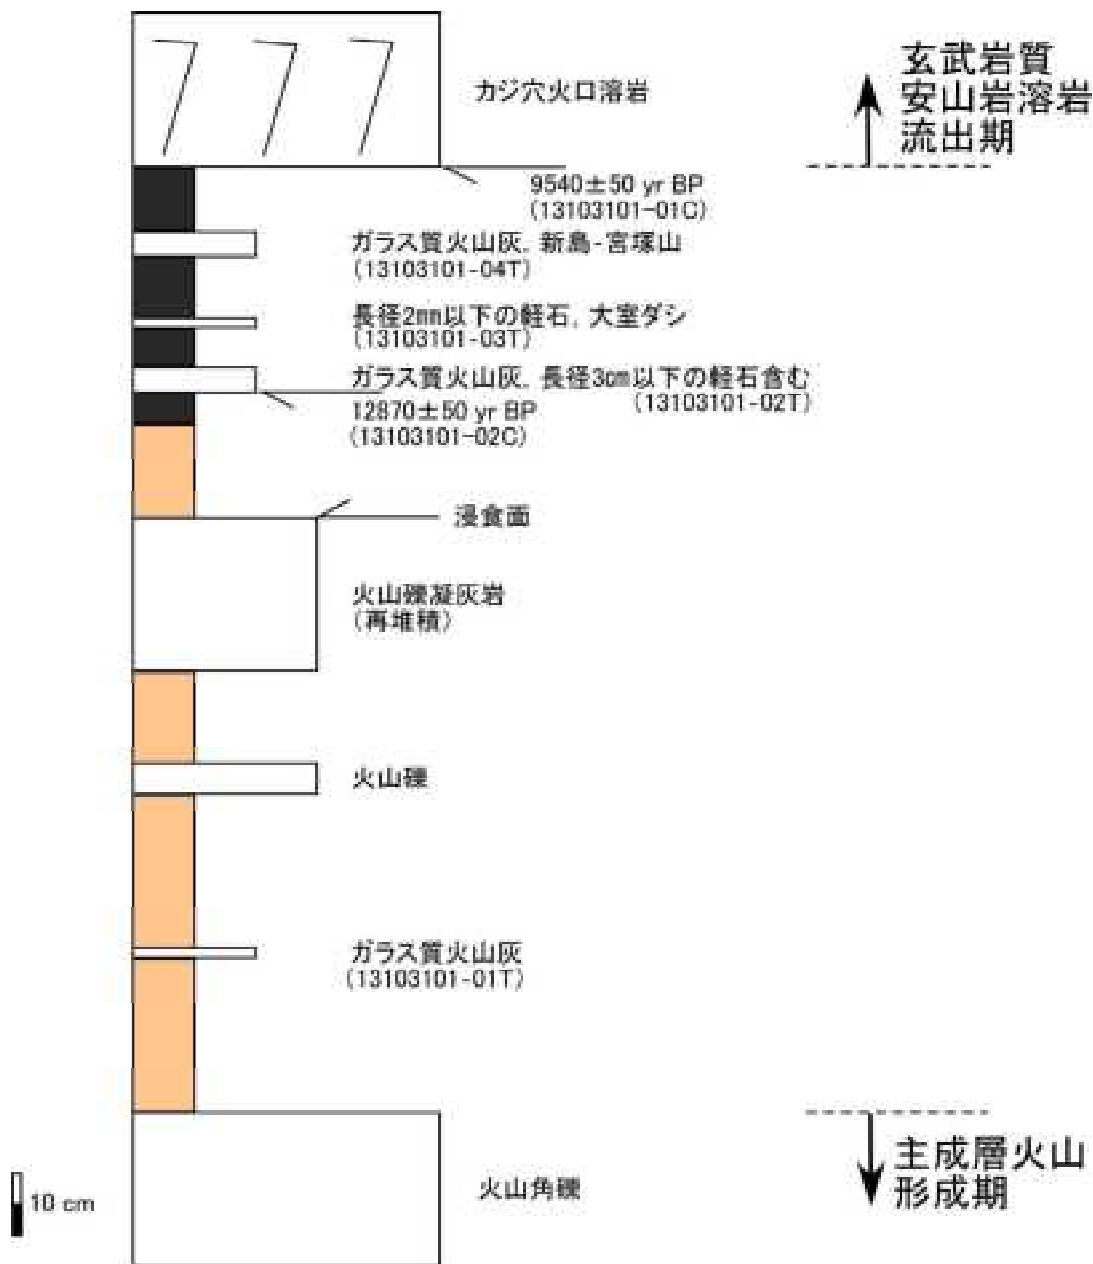 カジ穴火口溶岩
玄武岩質
安山岩溶岩
流出期
9540±50 yr BP
(13103101-01C)
ガラス質火山灰, 新島-宮塚山
(13103101-04T)
長径2㎜以下の軽石, 大室ダシ
(13103101-03T)
ガラス質火山灰, 長径3㎝以下の軽石含む
(13103101-02T)
12870±50 yr BP
(13103101-02C)
浸食面
火山礫凝灰岩
(再堆積)
火山礫
ガラス質火山灰
(13103101-01T)
主成層火山
形成期
火山角礫
10 cm